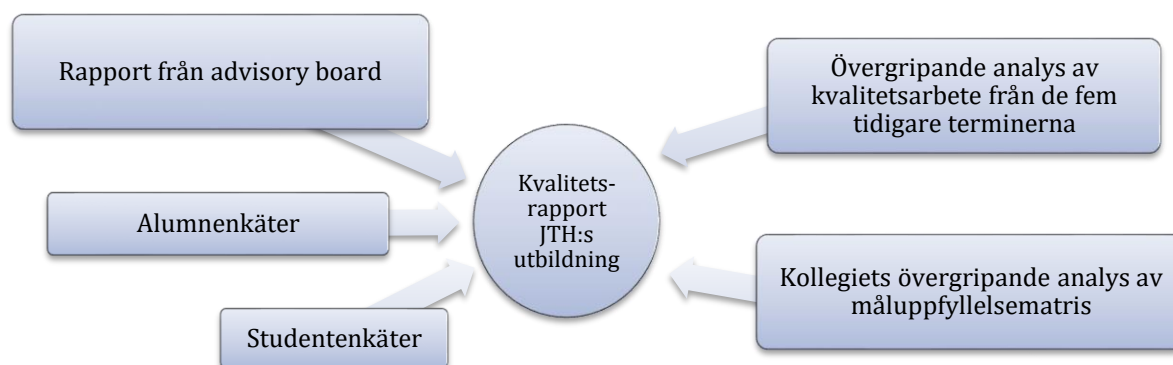 Rapport från advisory board
Övergripande analys av
kvalitetsarbete från de fem
tidigare terminerna
Kvalitets-
rapport
JTH:s
utbildning
Alumnenkäter
Kollegiets övergripande analys av
måluppfyllelsematris
Studentenkäter